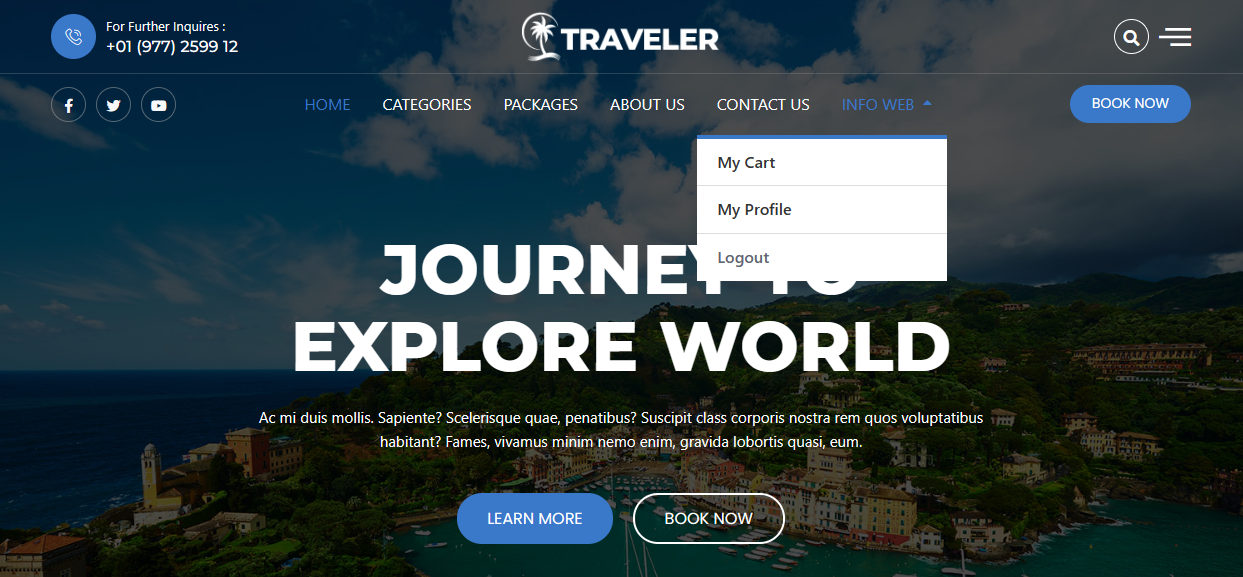 For Further Inquires :
+01 (977) 2599 12
TRAVELER
HOME CATEGORIES PACKAGES ABOUT US CONTACT US INFO WEB
BOOK NOW
My Cart
My Profile
Logout
JOURNEY TO
EXPLORE WORLD
Ac mi duis mollis. Sapiente? Scelerisque quae, penatibus? Suscipit class corporis nostra rem quos voluptatibus
habitant? Fames, vivamus minim nemo enim, gravida lobortis quasi, eum.
LEARN MORE BOOK NOW